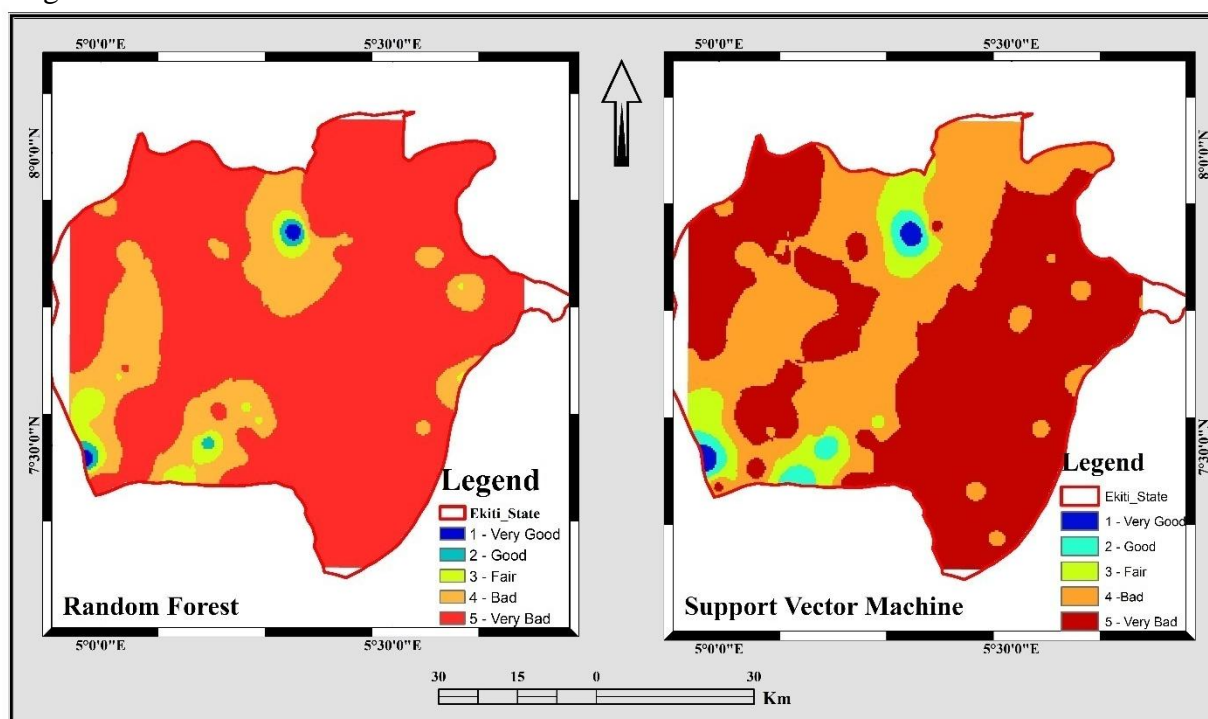 5°0'0"E
5°30'0"E
5°0'0"E
5°30'0"E
8°0'0"N
8°0'0"N
7°30'0"N
7°30'0"N
Legend
Ekiti_State
1 - Very Good
2 - Good
3 - Fair
4 - Bad
5 - Very Bad
Random Forest
Legend
Ekiti_State
1 - Very Good
2 - Good
3 - Fair
4 -Bad
5 - Very Bad
Support Vector Machine
5°0'0"E
5°30'0"E
5°0'0"E
5°30'0"E
30 15 0 30
Km